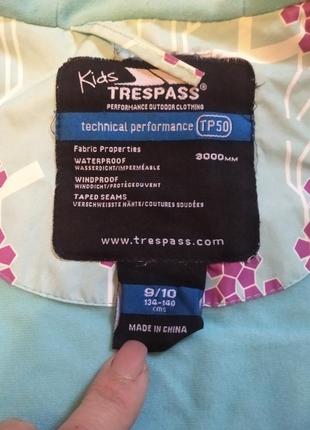 Kids
TRESPASS®
PERFORMANCE OUTDOOR CLOTHING
technical performance TP50
Fabric Properties
WATERPROOF 3000MM
WASSERDICHT/IMPERMÉABLE
WINDPROOF
WINDDICHT/PROTÈGEDUVENT
TAPED SEAMS
VERSCHWEISSTE NÄHTE/COUTURES SOUDÉES
www.trespass.com
9/10
134-140
cms
MADE IN CHINA